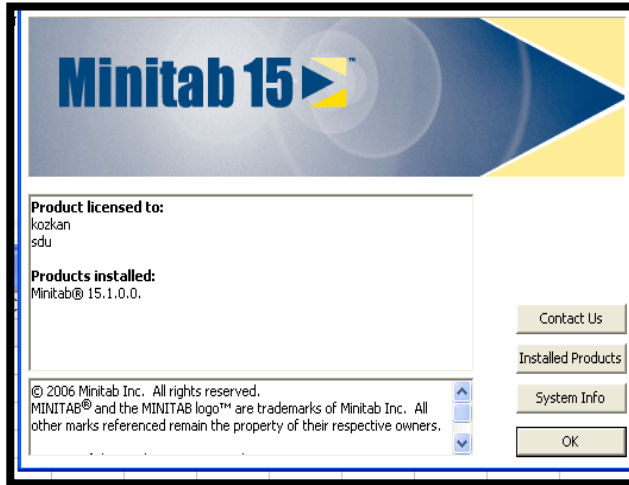 Minitab 15™
Product licensed to:
kozkan
sdu
Products installed:
Minitab® 15.1.0.0.
Contact Us
Installed Products
System Info
OK
© 2006 Minitab Inc. All rights reserved.
MINITAB® and the MINITAB logo™ are trademarks of Minitab Inc. All
other marks referenced remain the property of their respective owners.